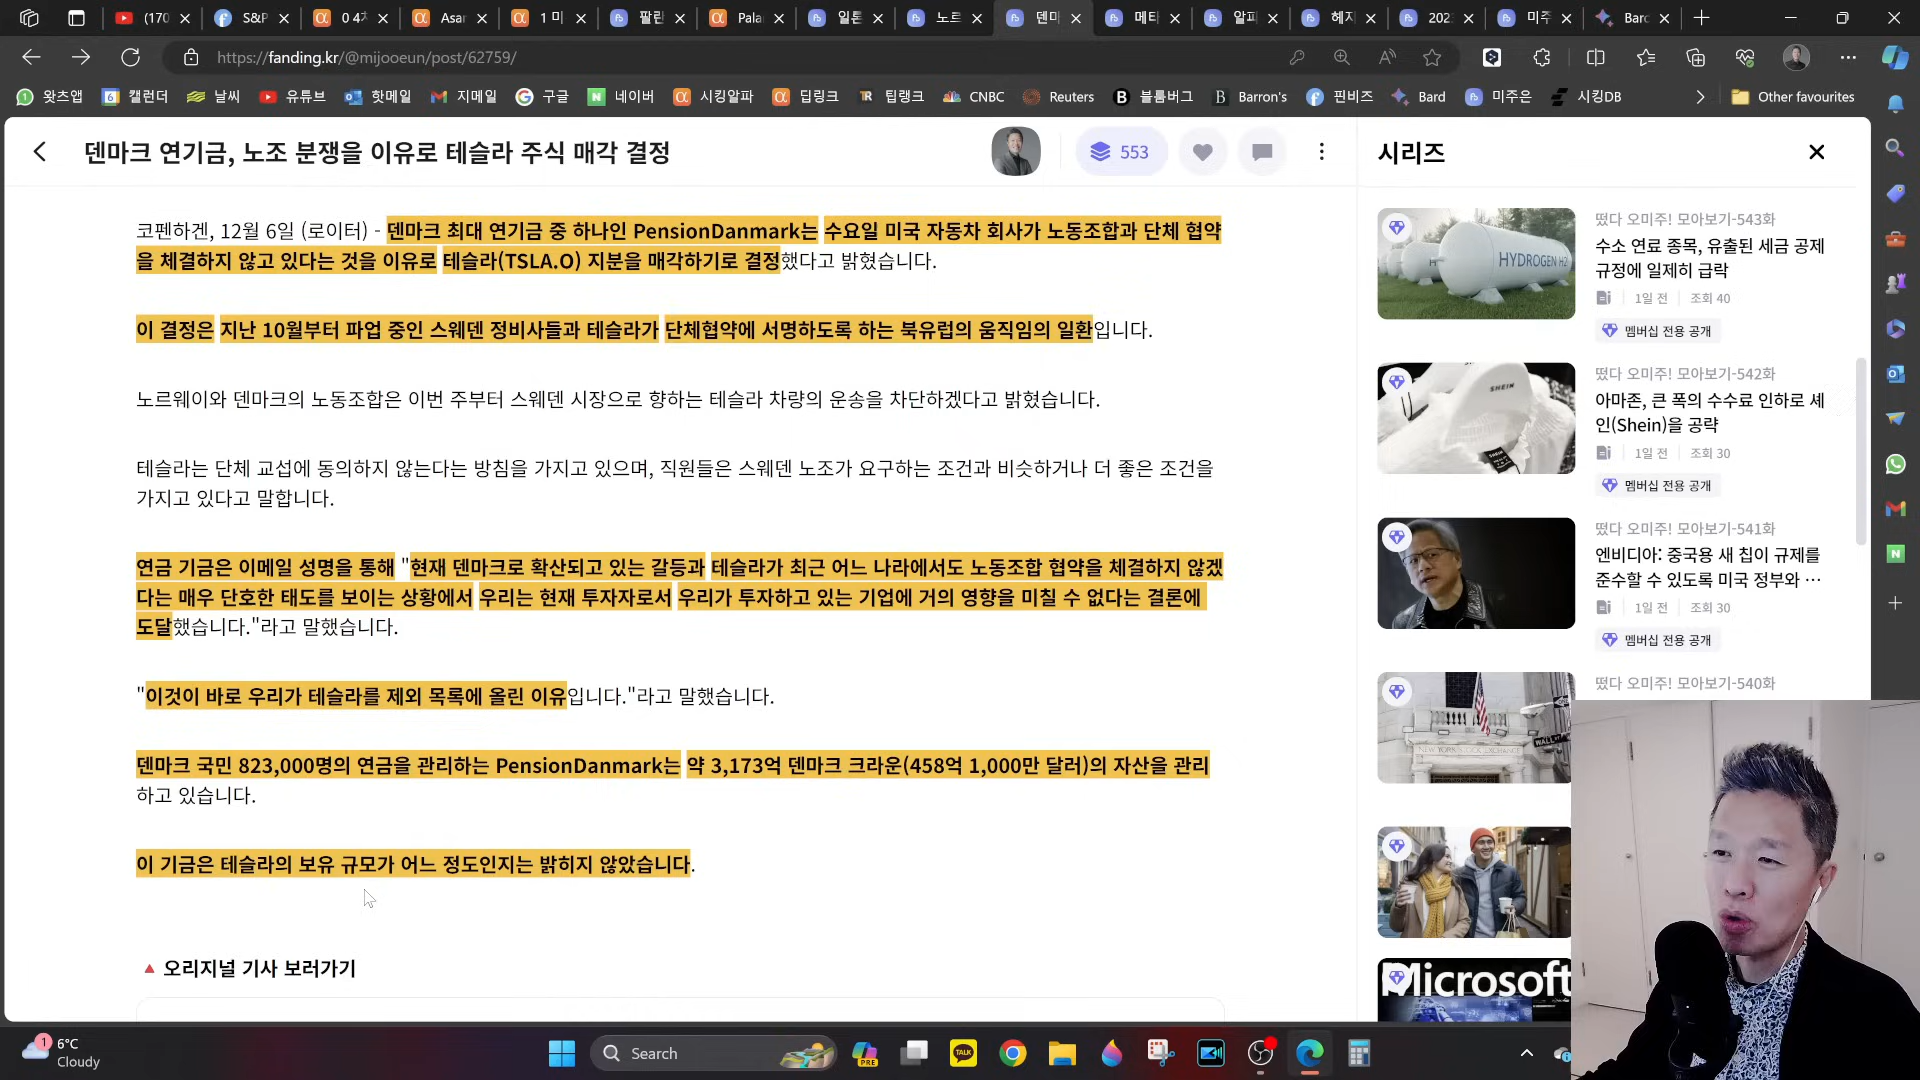 (170
S&P
0 4차
Asar
1 미
팔란
Pala
일튼
노르
덴미
메타
알파
헤지
202
미주
Barc
https://fanding.kr/@mijooeun/post/62759/
왓츠앱
캘린더
날씨
유튜브
핫메일
지메일
구글
네이버
시킹알파
딥링크
팁랭크
CNBC
Reuters
블룸버그
Barron's
핀비즈
Bard
미주은
시킹DB
Other favourites
덴마크 연기금, 노조 분쟁을 이유로 테슬라 주식 매각 결정
553
코펜하겐, 12월 6일 (로이터) - 덴마크 최대 연기금 중 하나인 PensionDanmark는 수요일 미국 자동차 회사가 노동조합과 단체 협약
을 체결하지 않고 있다는 것을 이유로 테슬라(TSLA.O) 지분을 매각하기로 결정했다고 밝혔습니다.
이 결정은 지난 10월부터 파업 중인 스웨덴 정비사들과 테슬라가 단체협약에 서명하도록 하는 북유럽의 움직임의 일환입니다.
노르웨이와 덴마크의 노동조합은 이번 주부터 스웨덴 시장으로 향하는 테슬라 차량의 운송을 차단하겠다고 밝혔습니다.
테슬라는 단체 교섭에 동의하지 않는다는 방침을 가지고 있으며, 직원들은 스웨덴 노조가 요구하는 조건과 비슷하거나 더 좋은 조건을
가지고 있다고 말합니다.
연금 기금은 이메일 성명을 통해 "현재 덴마크로 확산되고 있는 갈등과 테슬라가 최근 어느 나라에서도 노동조합 협약을 체결하지 않겠
다는 매우 단호한 태도를 보이는 상황에서 우리는 현재 투자자로서 우리가 투자하고 있는 기업에 거의 영향을 미칠 수 없다는 결론에
도달했습니다."라고 말했습니다.
"이것이 바로 우리가 테슬라를 제외 목록에 올린 이유입니다."라고 말했습니다.
덴마크 국민 823,000명의 연금을 관리하는 PensionDanmark는 약 3,173억 덴마크 크라운(458억 1,000만 달러)의 자산을 관리
하고 있습니다.
이 기금은 테슬라의 보유 규모가 어느 정도인지는 밝히지 않았습니다.
▲ 오리지널 기사 보러가기
시리즈
떴다 오미주! 모아보기-543화
수소 연료 종목, 유출된 세금 공제
규정에 일제히 급락
1일 전 조회 40
멤버십 전용 공개
HYDROGEN H2
떴다 오미주! 모아보기-542화
아마존, 큰 폭의 수수료 인하로 셰
인(Shein)을 공략
1일 전 조회 30
멤버십 전용 공개
SHEIN
떴다 오미주! 모아보기-541화
엔비디아: 중국용 새 칩이 규제를
준수할 수 있도록 미국 정부와 ···
1일 전 조회 30
멤버십 전용 공개
떴다 오미주! 모아보기-540화
NEW YORK STOCK EXCHANGE
WALL
Microsoft
1
6°C
Cloudy
Search
PRE
TALK